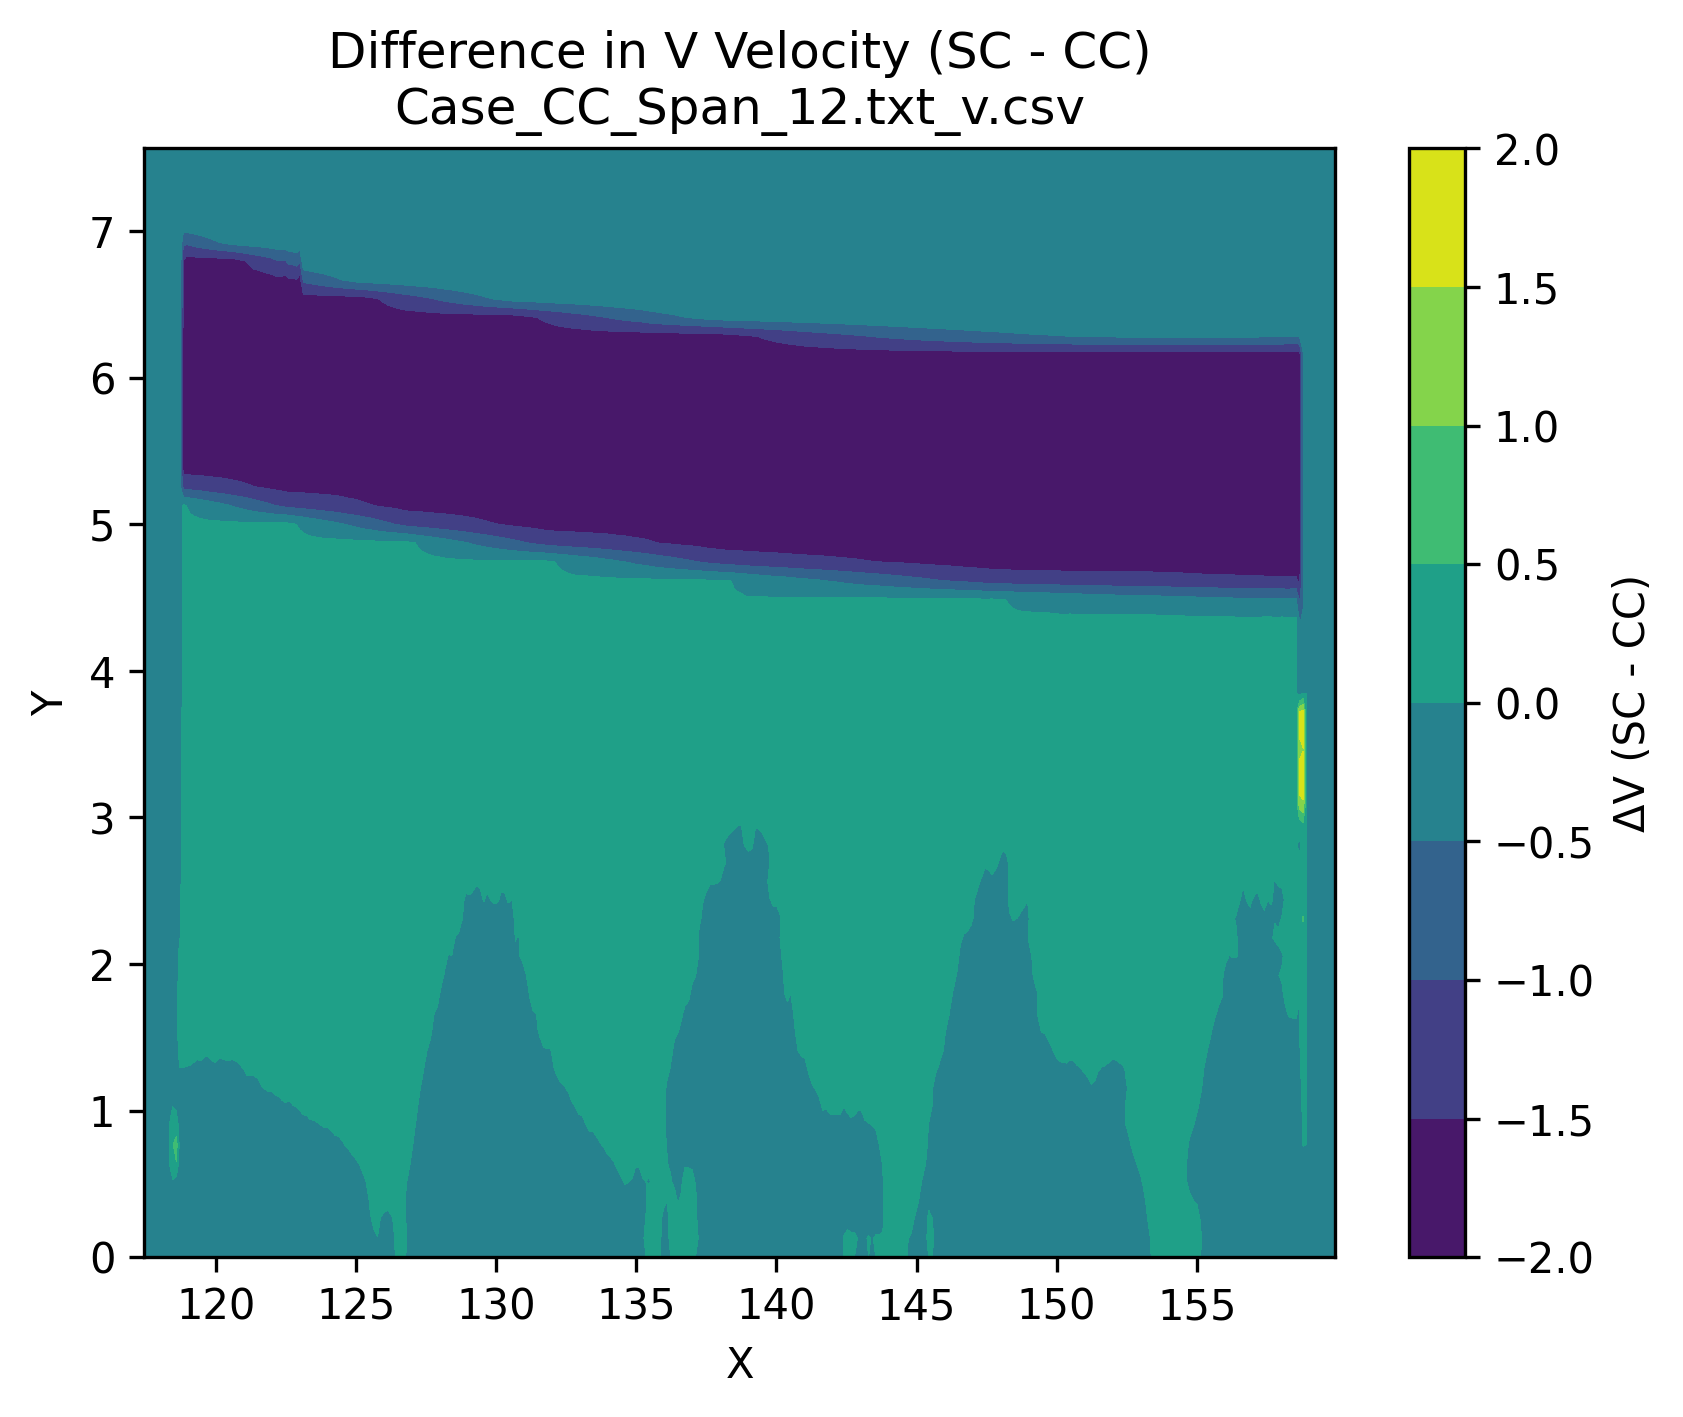 Difference in V Velocity (SC - CC)
Case_CC_Span_12.txt_v.csv
7
6
5
4
3
2
1
0
Y
120 125 130 135 140 145 150 155
X
2.0
1.5
1.0
0.5
0.0
−0.5
−1.0
−1.5
−2.0
ΔV (SC - CC)